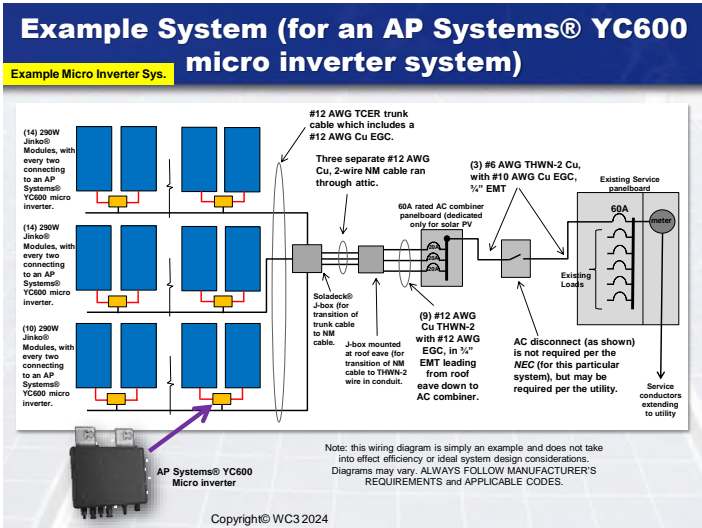 Example System (for an AP Systems® YC600
micro inverter system)
Example Micro Inverter Sys.
(14) 290W
Jinko®
Modules, with
every two
connecting
to an AP
Systems®
YC600 micro
inverter.
(14) 290W
Jinko®
Modules, with
every two
connecting
to an AP
Systems®
YC600 micro
inverter.
(10) 290W
Jinko®
Modules, with
every two
connecting
to an AP
Systems®
YC600 micro
inverter.
#12 AWG TCER trunk
cable which includes a
#12 AWG Cu EGC.
Three separate #12 AWG
Cu, 2-wire NM cable ran
through attic.
60A rated AC combiner
panelboard (dedicated
only for solar PV
20A
20A
20A
(3) #6 AWG THWN-2 Cu,
with #10 AWG Cu EGC,
¾” EMT
Existing Service
panelboard
60A
meter
Existing
Loads
Soladeck®
J-box (for
transition of
trunk cable
to NM
cable.
J-box mounted
at roof eave (for
transition of NM
cable to THWN-2
wire in conduit.
(9) #12 AWG
Cu THWN-2
with #12 AWG
EGC, in ¾”
EMT leading
from roof
eave down to
AC combiner.
AC disconnect (as shown)
is not required per the
NEC (for this particular
system), but may be
required per the utility.
Service
conductors
extending
to utility
AP Systems® YC600
Micro inverter
Note: this wiring diagram is simply an example and does not take
into effect efficiency or ideal system design considerations.
Diagrams may vary. ALWAYS FOLLOW MANUFACTURER’S
REQUIREMENTS and APPLICABLE CODES.
Copyright© WC3 2024